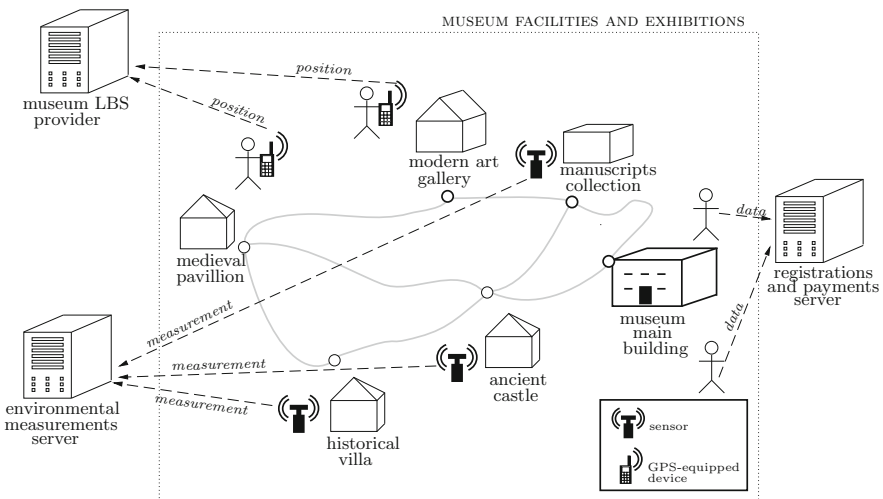 MUSEUM FACILITIES AND EXHIBITIONS
museum LBS
provider
position
position
modern art
gallery
manuscripts
collection
medieval
pavillion
data
registrations
and payments
server
data
museum
main
building
measurement
measurement
measurement
environmental
measurements
server
ancient
castle
historical
villa
sensor
GPS-equipped
device